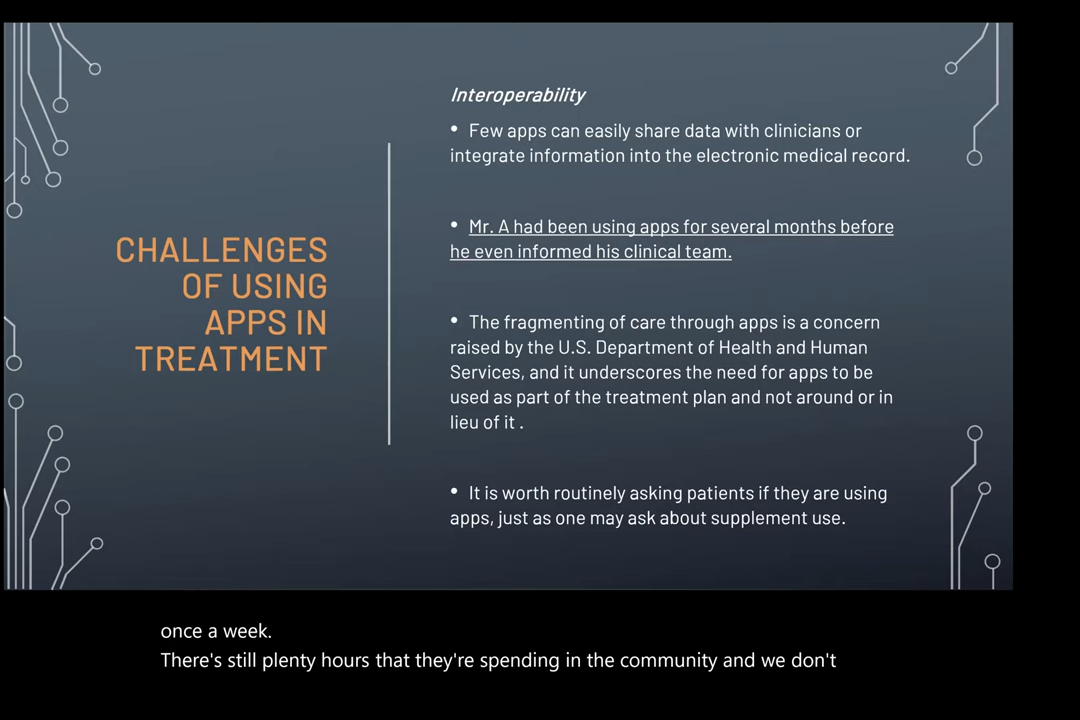 CHALLENGES
OF USING
APPS IN
TREATMENT
Interoperability
• Few apps can easily share data with clinicians or
integrate information into the electronic medical record.
• Mr. A had been using apps for several months before
he even informed his clinical team.
• The fragmenting of care through apps is a concern
raised by the U.S. Department of Health and Human
Services, and it underscores the need for apps to be
used as part of the treatment plan and not around or in
lieu of it .
• It is worth routinely asking patients if they are using
apps, just as one may ask about supplement use.
once a week.
There's still plenty hours that they're spending in the community and we don't